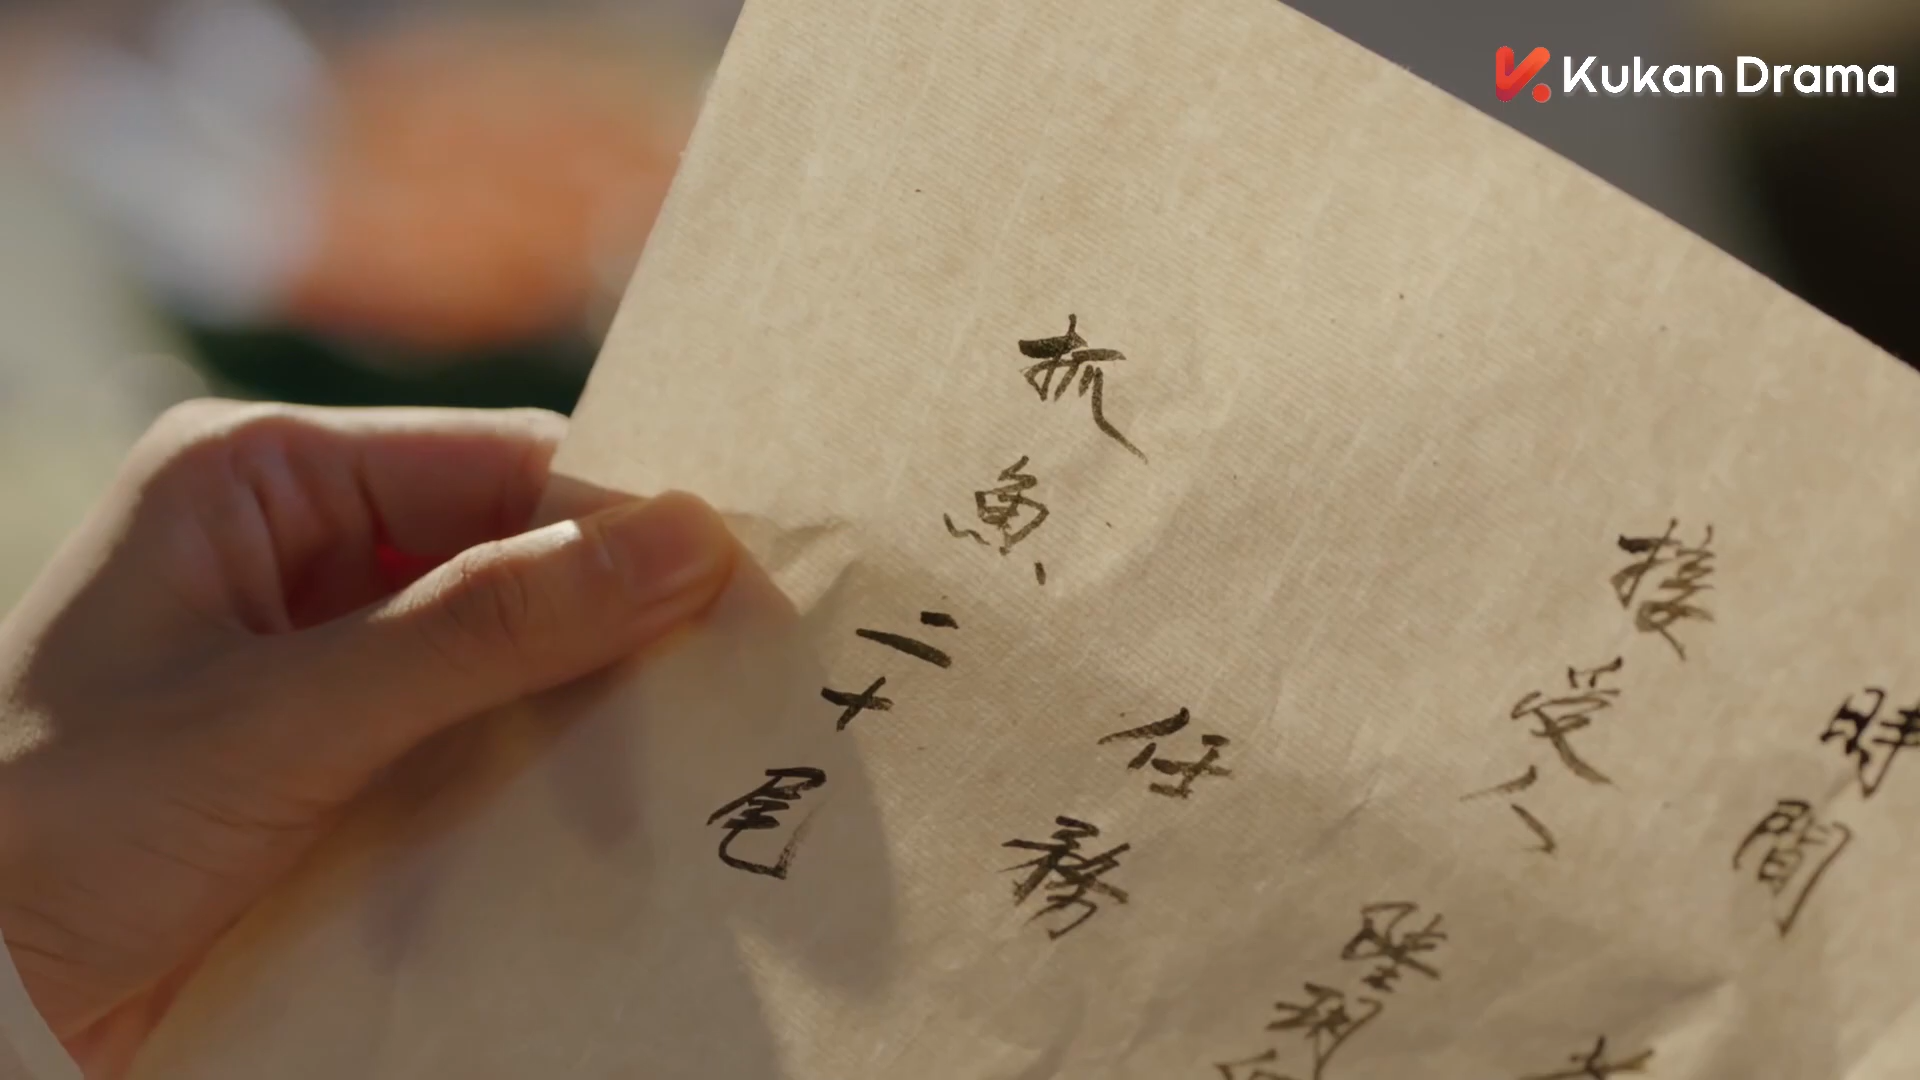 Kukan Drama
時間
接受人
任務
抓魚
二十尾